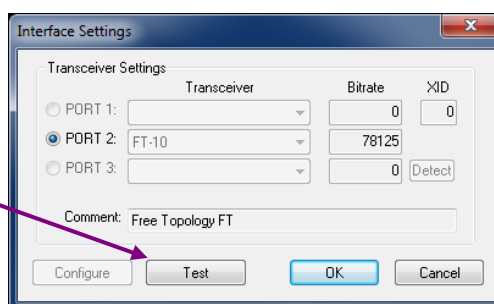 Interface Settings
Transceiver Settings
Transceiver Bitrate XID
PORT 1: 0 0
PORT 2: FT-10 78125
PORT 3: 0 Detect
Comment: Free Topology FT
Configure Test OK Cancel